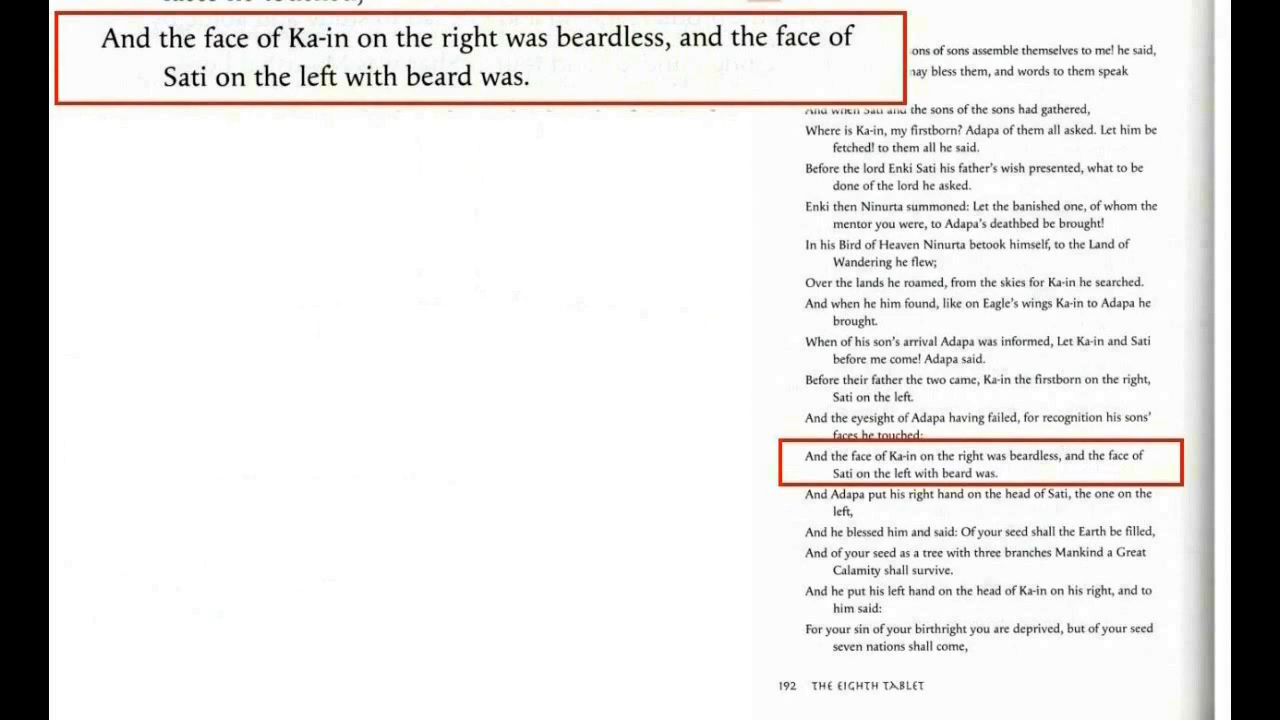 And the face of Ka-in on the right was beardless, and the face of
Sati on the left with beard was.
ons of sons assemble themselves to me! he said,
may bless them, and words to them speak
the sons of the sons had gathered,
Where is Ka-in, my firstborn? Adapa of them all asked. Let him be
fetched! to them all he said.
Before the lord Enki Sati his father's wish presented, what to be
done of the lord he asked.
Enki then Ninurta summoned: Let the banished one, of whom the
mentor you were, to Adapa's deathbed be brought!
In his Bird of Heaven Ninurta betook himself, to the Land of
Wandering he flew;
Over the lands he roamed, from the skies for Ka-in he searched.
And when he him found, like on Eagle's wings Ka-in to Adapa he
brought.
When of his son's arrival Adapa was informed, Let Ka-in and Sati
before me come! Adapa said.
Before their father the two came, Ka-in the firstborn on the right,
Sati on the left.
And the eyesight of Adapa having failed, for recognition his sons'
faces he touched;
And the face of Ka-in on the right was beardless, and the face of
Sati on the left with beard was.
And Adapa put his right hand on the head of Sati, the one on the
left,
And he blessed him and said: Of your seed shall the Earth be filled,
And of your seed as a tree with three branches Mankind a Great
Calamity shall survive.
And he put his left hand on the head of Ka-in on his right, and to
him said:
For your sin of your birthright you are deprived, but of your seed
seven nations shall come,
192 THE EIGHTH TABLET